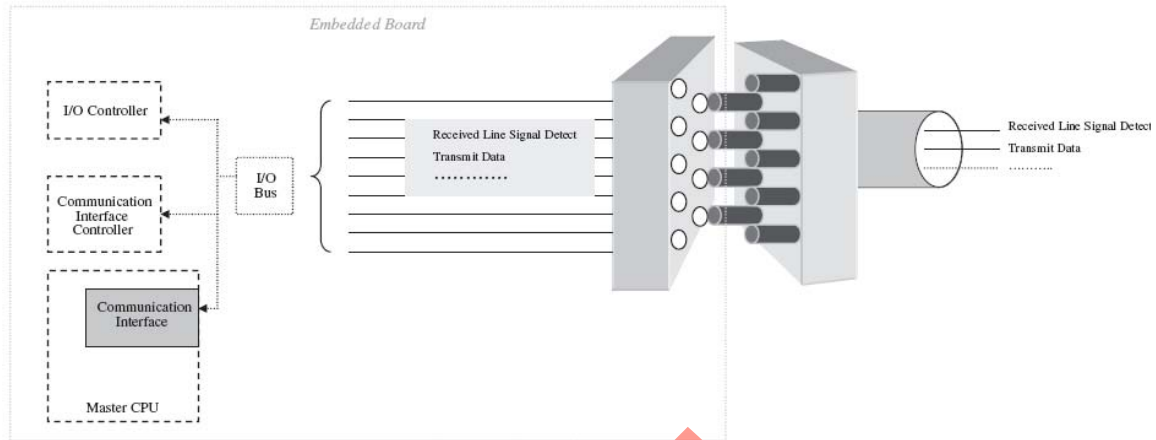 Embedded Board
I/O Controller
Communication
Interface
Controller
Communication
Interface
Master CPU
I/O
Bus
Received Line Signal Detect
Transmit Data
............
Received Line Signal Detect
Transmit Data
..........